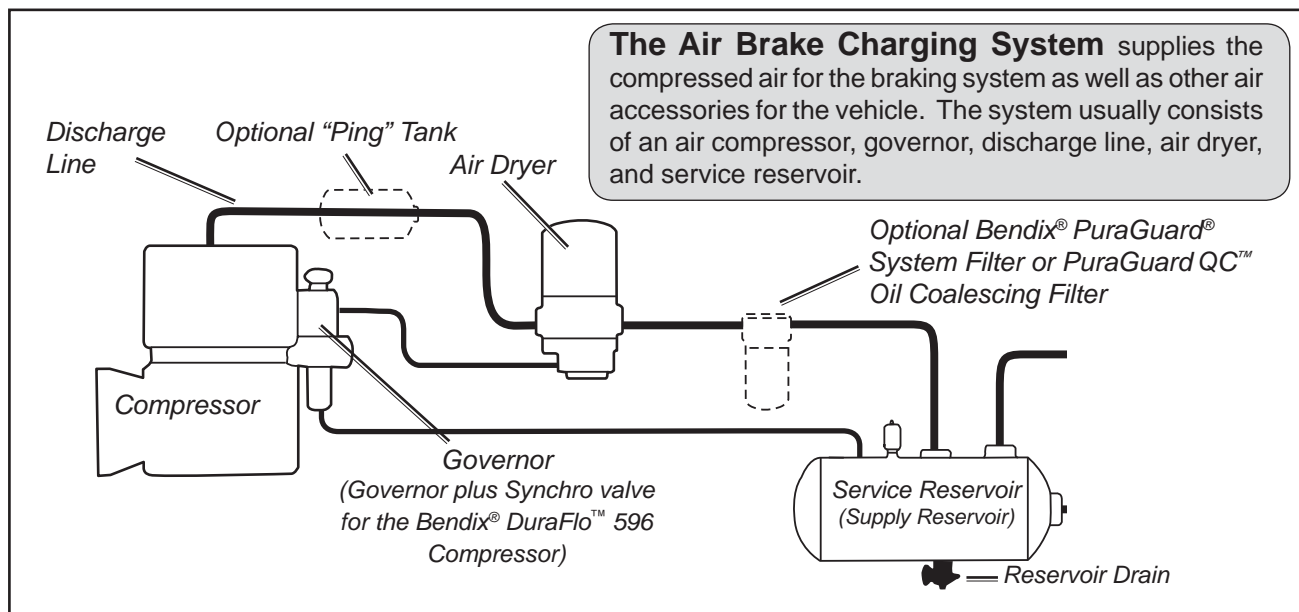 The Air Brake Charging System supplies the
compressed air for the braking system as well as other air
accessories for the vehicle. The system usually consists
of an air compressor, governor, discharge line, air dryer,
and service reservoir.
Discharge
Line
Optional “Ping” Tank
Air Dryer
Optional Bendix® PuraGuard®
System Filter or PuraGuard QC™
Oil Coalescing Filter
Compressor
Governor
(Governor plus Synchro valve
for the Bendix® DuraFlo™ 596
Compressor)
Service Reservoir
(Supply Reservoir)
Reservoir Drain